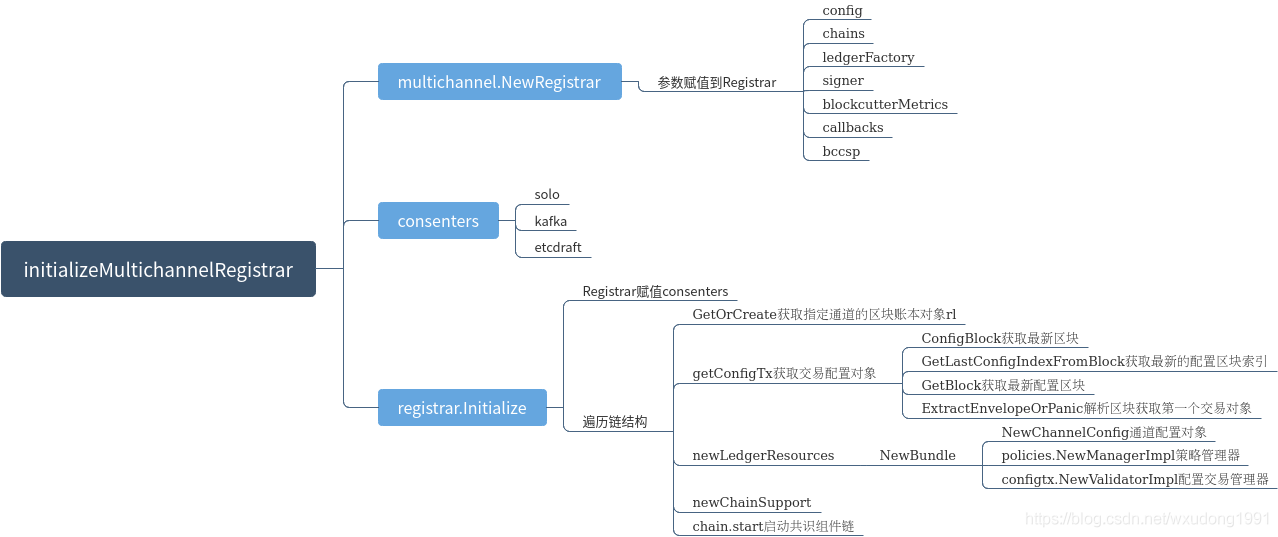 initializeMultichannelRegistrar
multichannel.NewRegistrar
参数赋值到Registrar
config
chains
ledgerFactory
signer
blockcutterMetrics
callbacks
bccsp
consenters
solo
kafka
etcdraft
registrar.Initialize
Registrar赋值consenters
遍历链结构
GetOrCreate获取指定通道的区块账本对象rl
getConfigTx获取交易配置对象
ConfigBlock获取最新区块
GetLastConfigIndexFromBlock获取最新的配置区块索引
GetBlock获取最新配置区块
ExtractEnvelopeOrPanic解析区块获取第一个交易对象
newLedgerResources
NewBundle
NewChannelConfig通道配置对象
policies.NewManagerImpl策略管理器
configtx.NewValidatorImpl配置交易管理器
newChainSupport
chain.start启动共识组件链
https://blog.csdn.net/wxudong1991